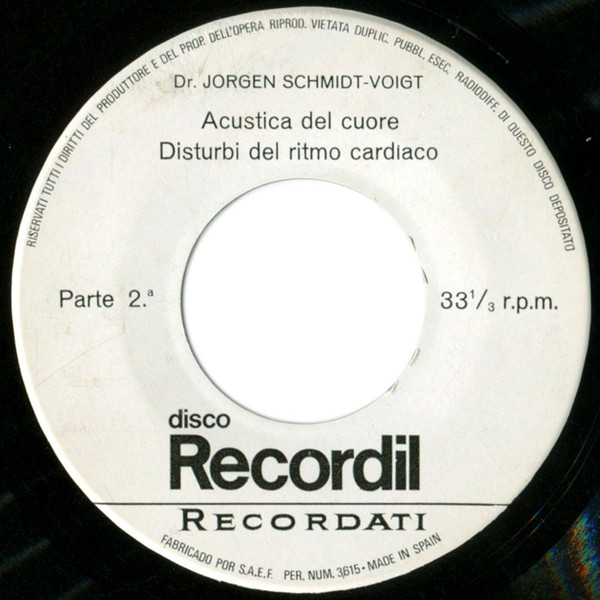 RISERVATI TUTTI I DIRITTI DEL PRODUTTORE E DEL PROP. DELL'OPERA RIPROD. VIETATA DUPLIC. PUBBL. ESEC. RADIODIFF. DI QUESTO DISCO DEPOSITATO
Dr. JORGEN SCHMIDT-VOIGT
Acustica del cuore
Disturbi del ritmo cardiaco
Parte 2.ª
33 1/3 r.p.m.
disco
Recordil
RECORDATI
FABRICADO POR S.A.E.F. PER. NUM. 3615 • MADE IN SPAIN